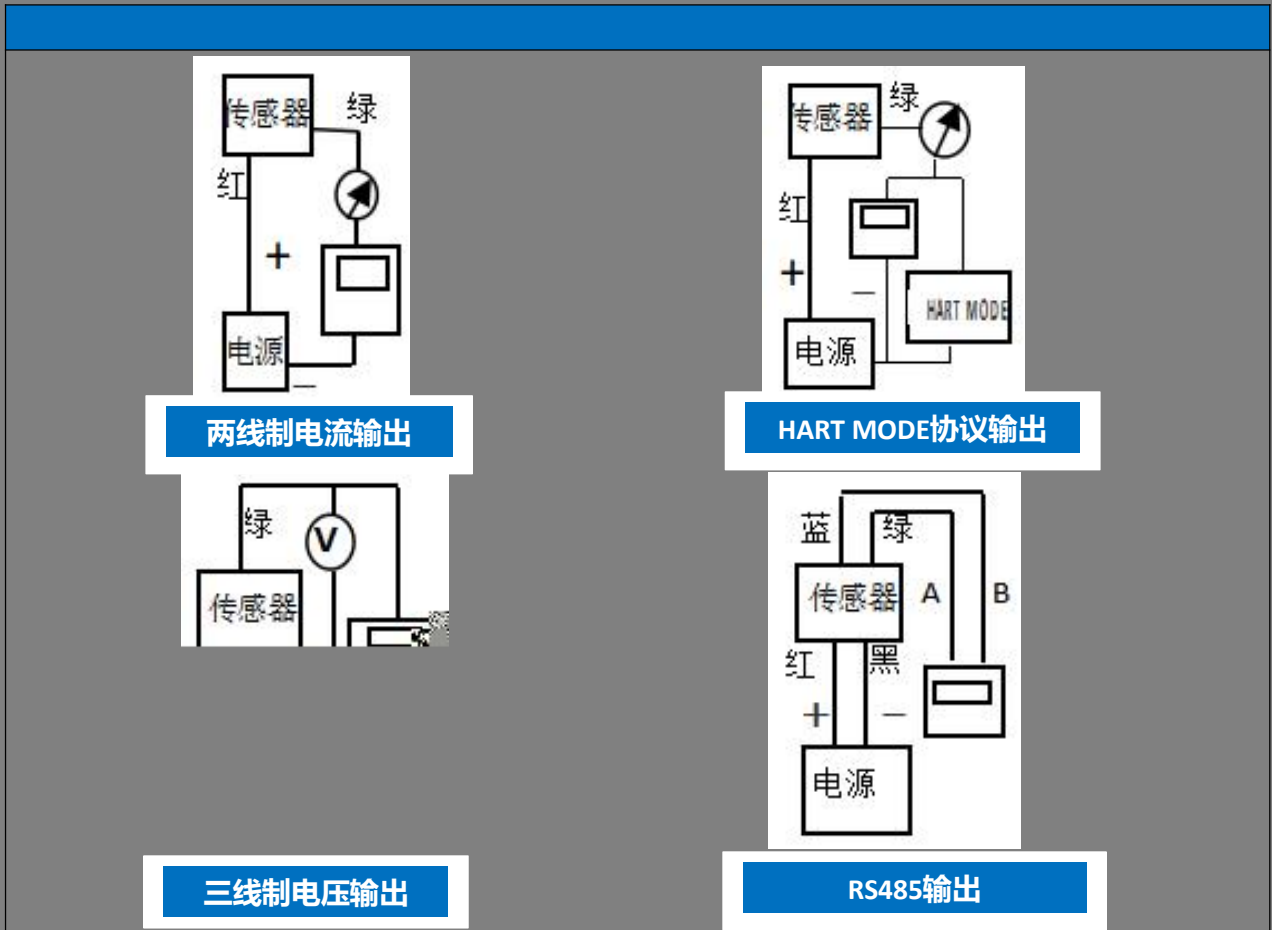 传感器
绿
红
+
电源
—
两线制电流输出
传感器
绿
红
+
—
HART MODE
电源
HART MODE协议输出
绿
V
传感器
三线制电压输出
蓝
绿
传感器
A
B
红
黑
+
—
电源
RS485输出